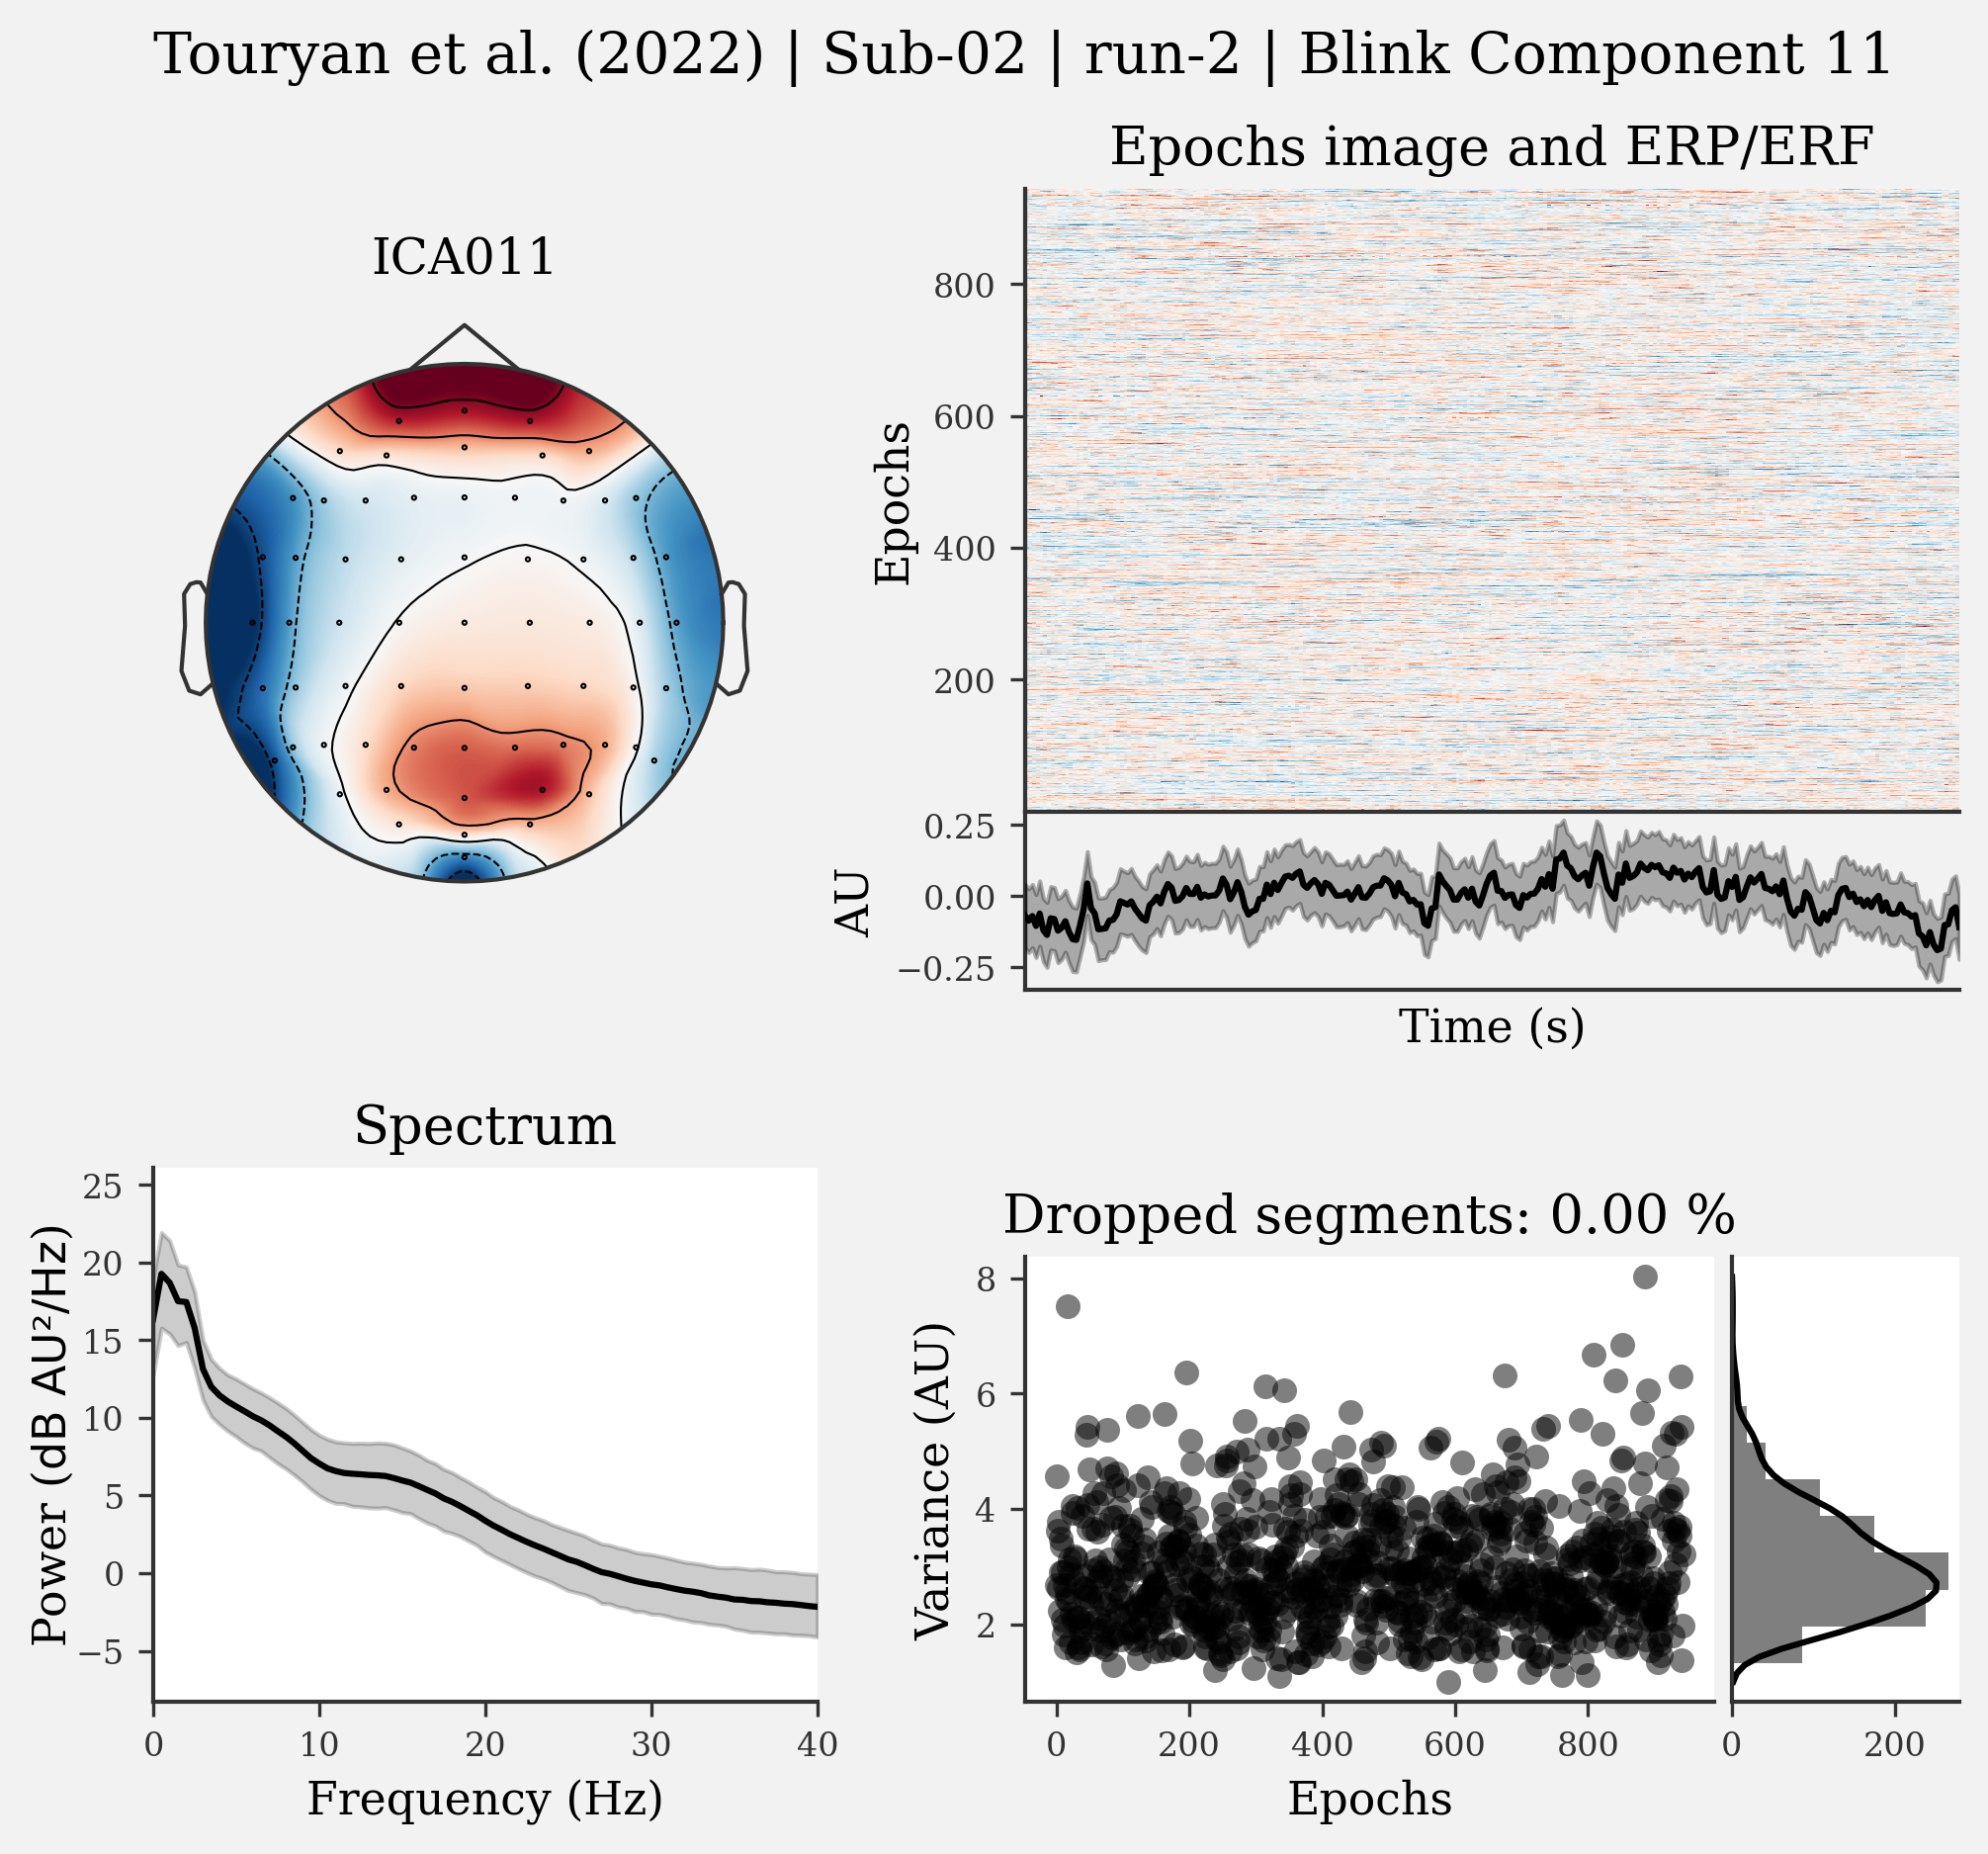 Touryan et al. (2022) | Sub-02 | run-2 | Blink Component 11
ICA011
Epochs image and ERP/ERF
Epochs
800
600
400
200
AU
0.25
0.00
−0.25
Time (s)
Spectrum
Power (dB AU²/Hz)
25
20
15
10
5
0
−5
0 10 20 30 40
Frequency (Hz)
Dropped segments: 0.00 %
Variance (AU)
8
6
4
2
0 200 400 600 800
Epochs
0 200